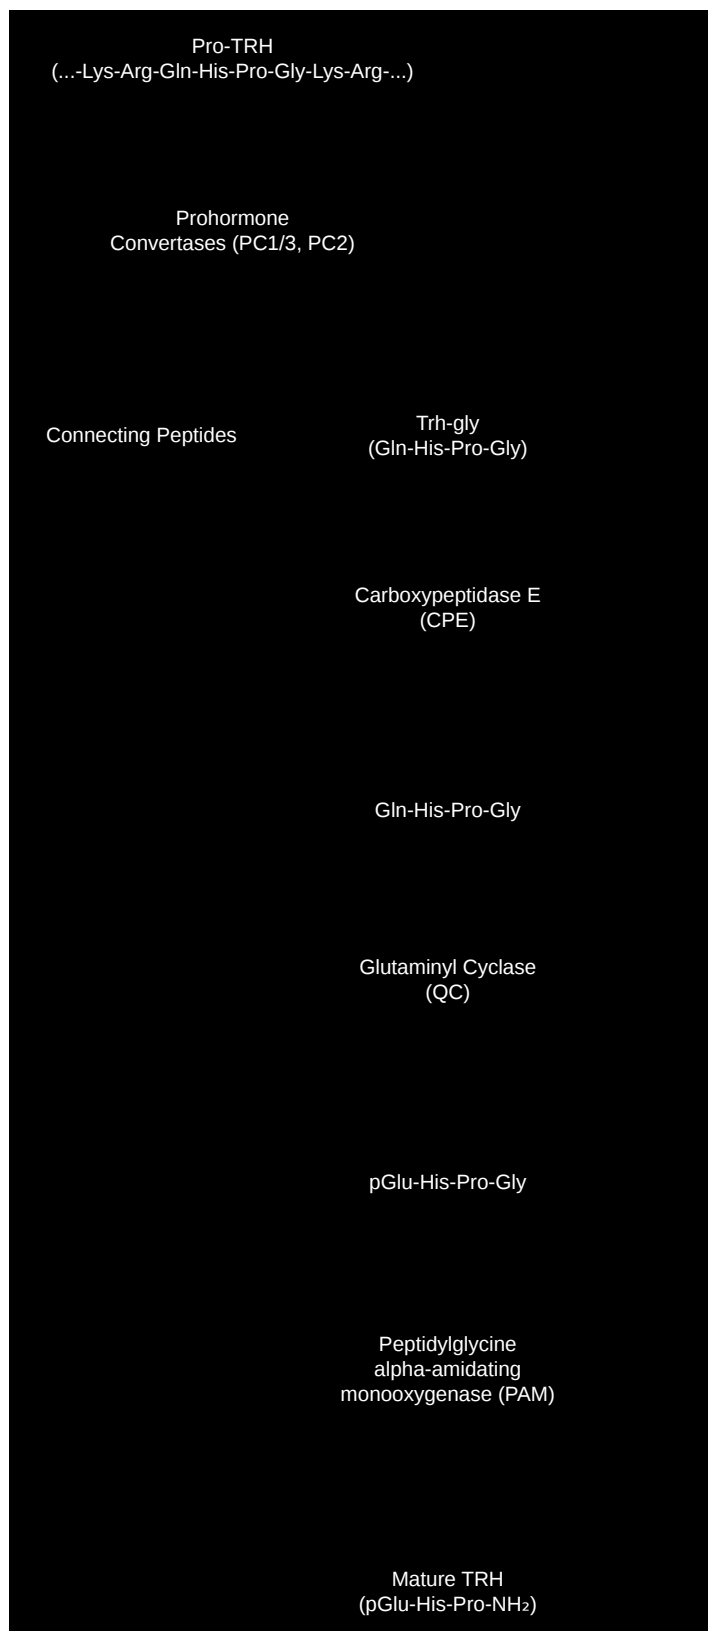 Pro-TRH
(...-Lys-Arg-Gln-His-Pro-Gly-Lys-Arg-...)
Prohormone
Convertases (PC1/3, PC2)
Connecting Peptides
Trh-gly
(Gln-His-Pro-Gly)
Carboxypeptidase E
(CPE)
Gln-His-Pro-Gly
Glutaminyl Cyclase
(QC)
pGlu-His-Pro-Gly
Peptidylglycine
alpha-amidating
monooxygenase (PAM)
Mature TRH
(pGlu-His-Pro-NH₂)